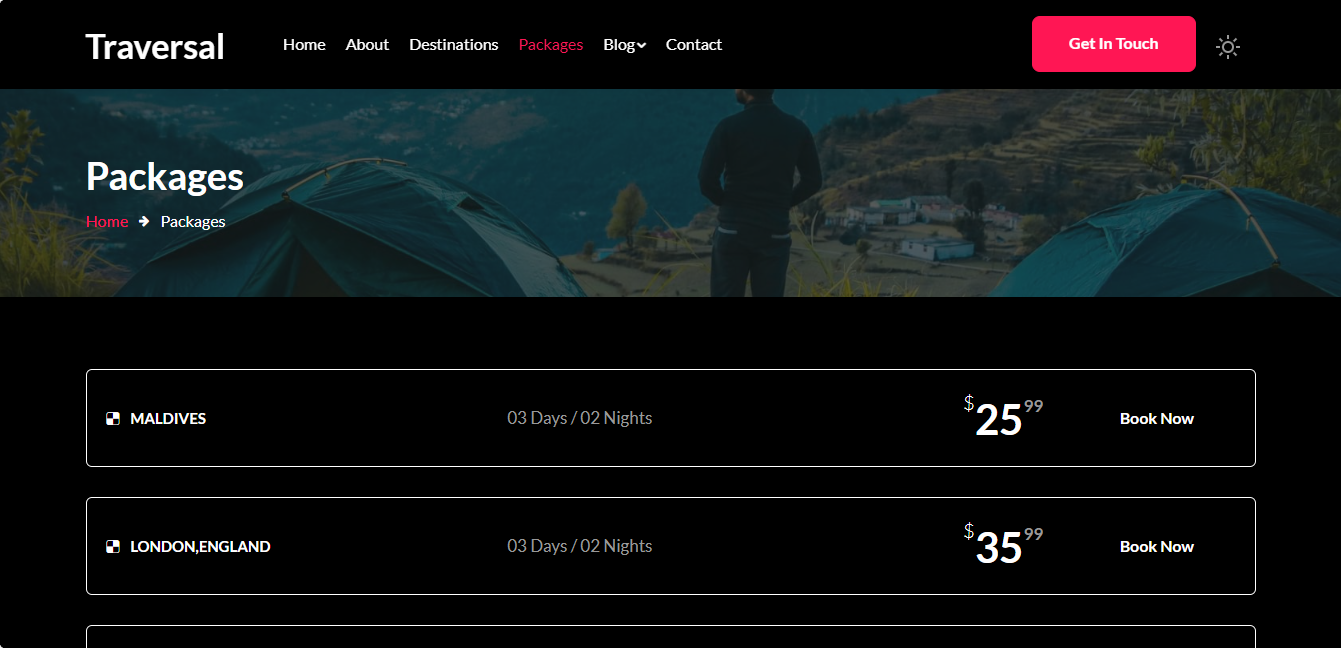 Traversal Home About Destinations Packages Blog Contact Get In Touch
Packages
Home Packages
MALDIVES 03 Days / 02 Nights $25 99 Book Now
LONDON,ENGLAND 03 Days / 02 Nights $35 99 Book Now